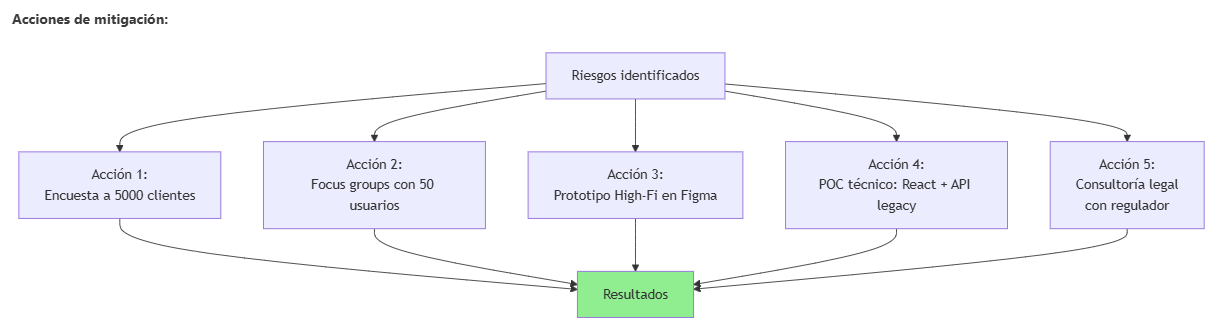 Acciones de mitigación:
Riesgos identificados
Acción 1:
Encuesta a 5000 clientes
Acción 2:
Focus groups con 50
usuarios
Acción 3:
Prototipo High-Fi en Figma
Acción 4:
POC técnico: React + API
legacy
Acción 5:
Consultoría legal
con regulador
Resultados